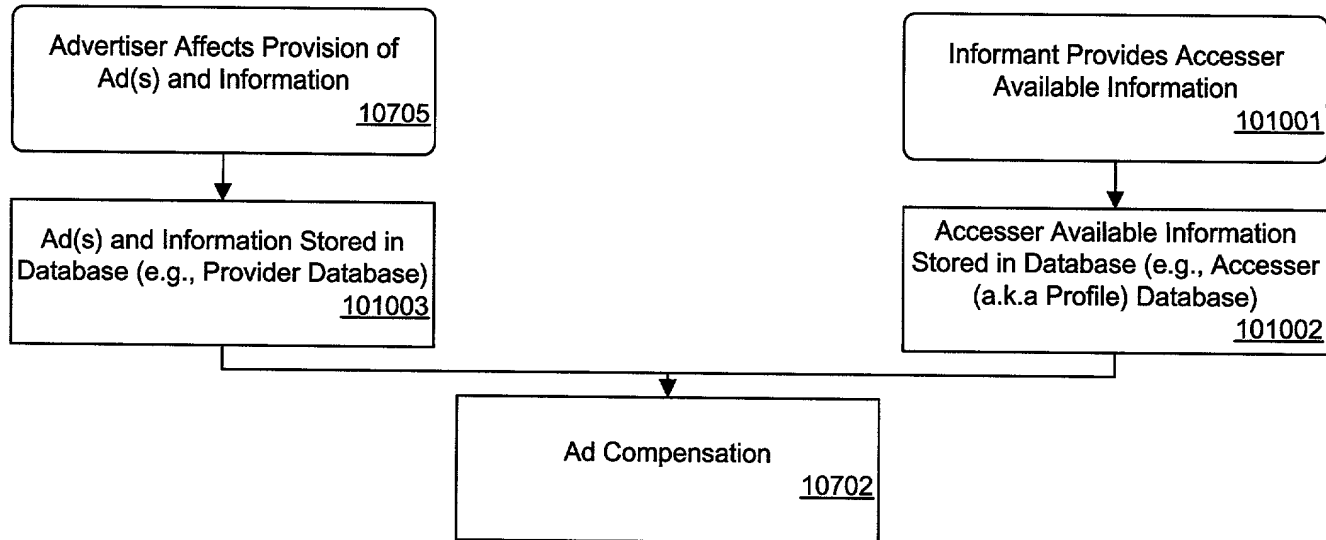 Advertiser Affects Provision of
Ad(s) and Information
10705
Informant Provides Accesser
Available Information
101001
Ad(s) and Information Stored in
Database (e.g., Provider Database)
101003
Accesser Available Information
Stored in Database (e.g., Accesser
(a.k.a Profile) Database)
101002
Ad Compensation
10702